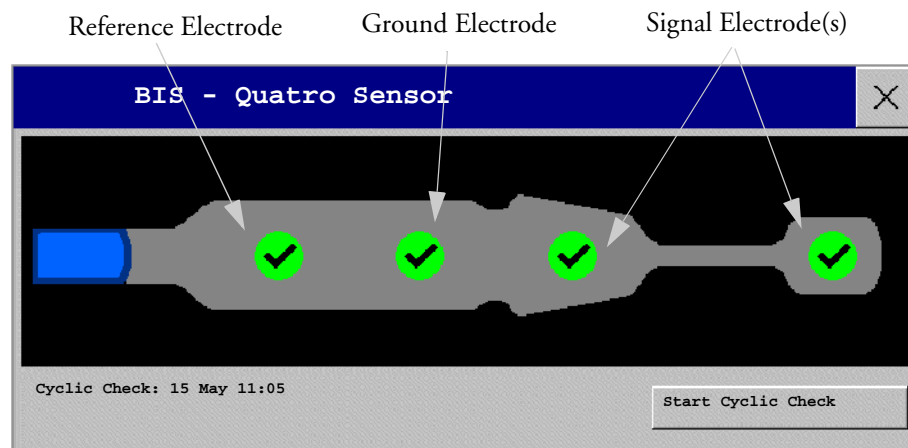 Reference Electrode Ground Electrode Signal Electrode(s)
BIS - Quatro Sensor
Cyclic Check: 15 May 11:05
Start Cyclic Check